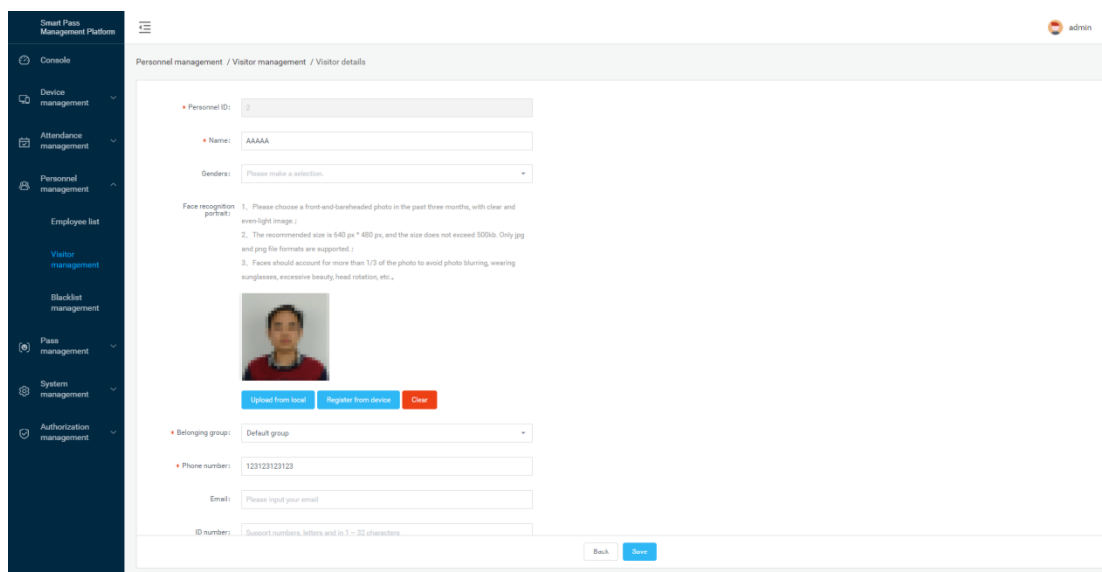 Smart Pass
Management Platform
admin
Console
Device
management
Attendance
management
Personnel
management
Employee list
Visitor
management
Blacklist
management
Pass
management
System
management
Authorization
management
Personnel management / Visitor management / Visitor details
* Personnel ID: 2
* Name: AAAAA
Genders: Please make a selection.
Face recognition
portrait:
1、Please choose a front-and-bareheaded photo in the past three months, with clear and
even-light image；
2、The recommended size is 640 px * 480 px, and the size does not exceed 500kb. Only jpg
and png file formats are supported.；
3、Faces should account for more than 1/3 of the photo to avoid photo blurring, wearing
sunglasses, excessive beauty, head rotation, etc.。
Upload from local Register from device Clear
* Belonging group: Default group
* Phone number: 123123123123
Email: Please input your email
ID number: Support numbers, letters and in 1 – 32 characters
Back Save